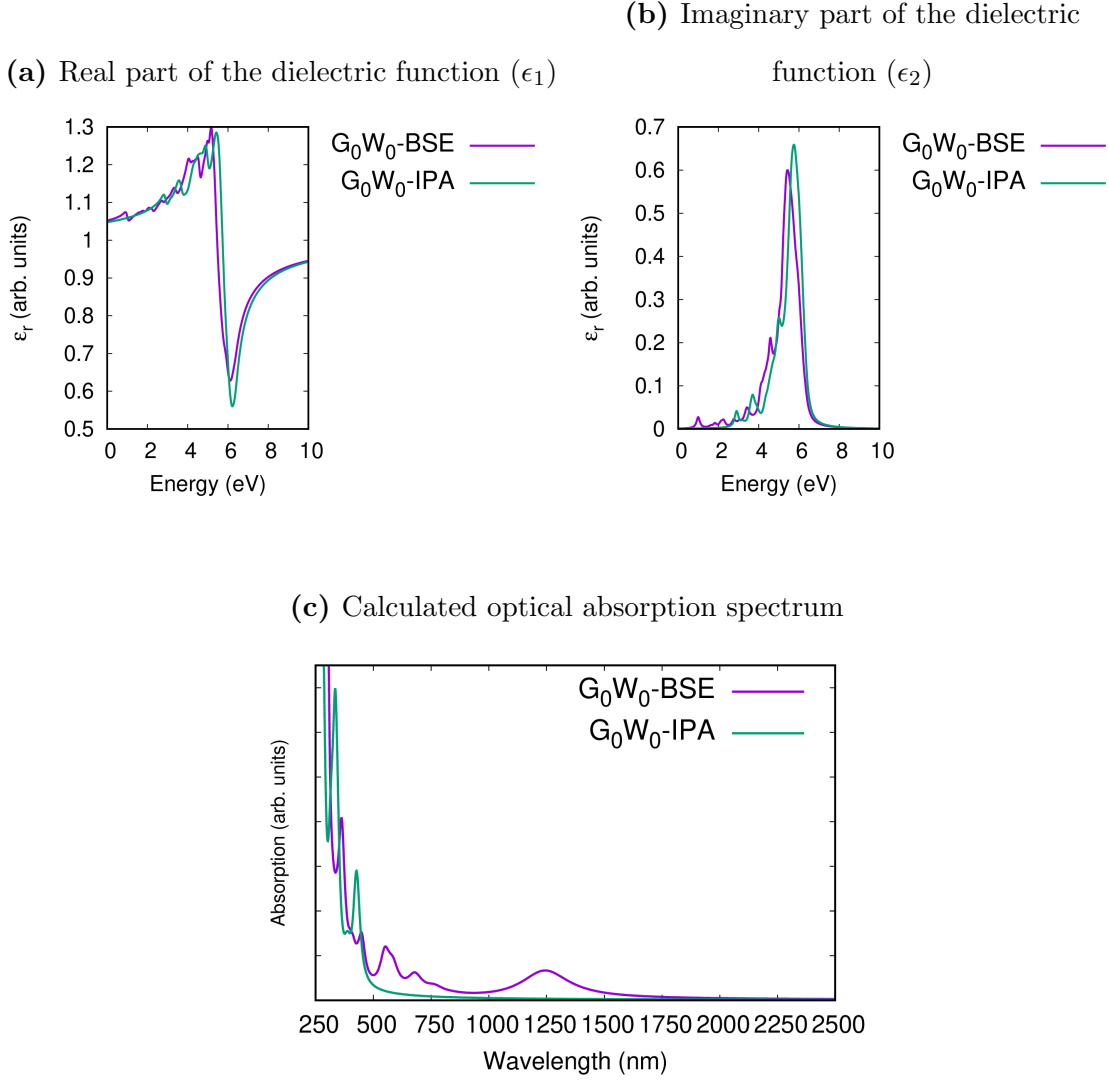 (a) Real part of the dielectric function (ϵ₁)
1.3
1.2
1.1
1
0.9
0.8
0.7
0.6
0.5
0 2 4 6 8 10
εᵣ (arb. units)
Energy (eV)
G₀W₀-BSE
G₀W₀-IPA
(b) Imaginary part of the dielectric
function (ϵ₂)
0.7
0.6
0.5
0.4
0.3
0.2
0.1
0
0 2 4 6 8 10
εᵣ (arb. units)
Energy (eV)
G₀W₀-BSE
G₀W₀-IPA
(c) Calculated optical absorption spectrum
Absorption (arb. units)
G₀W₀-BSE
G₀W₀-IPA
250 500 750 1000 1250 1500 1750 2000 2250 2500
Wavelength (nm)